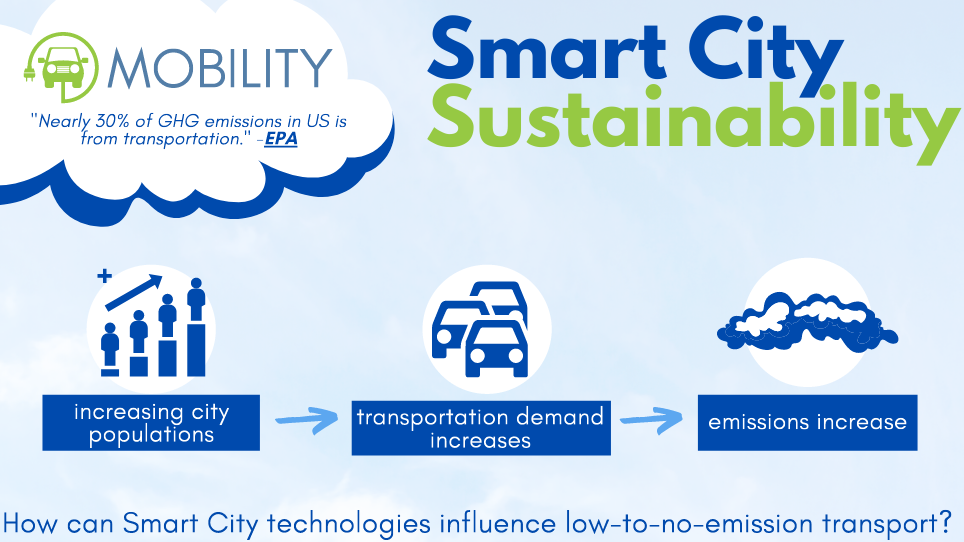 MOBILITY
"Nearly 30% of GHG emissions in US is
from transportation." -EPA
Smart City
Sustainability
+
increasing city
populations
transportation demand
increases
emissions increase
How can Smart City technologies influence low-to-no-emission transport?